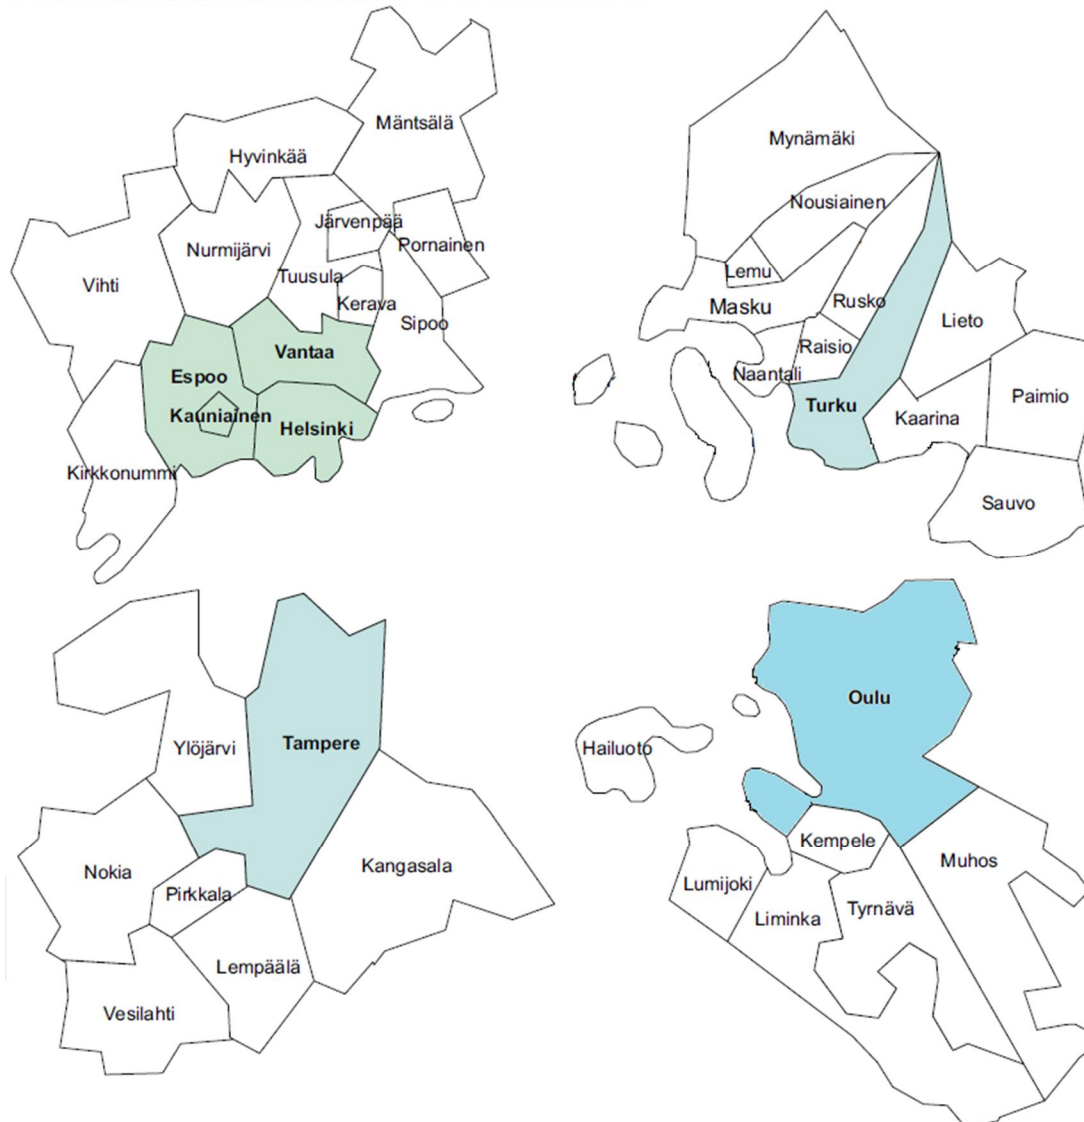 Mäntsälä
Hyvinkää
Järvenpää
Nurmijärvi
Pornainen
Tuusula
Vihti
Kerava
Sipoo
Vantaa
Espoo
Kauniainen
Helsinki
Kirkkonummi
Mynämäki
Nousiainen
Lemu
Masku
Rusko
Lieto
Raisio
Naantali
Turku
Kaarina
Paimio
Sauvo
Ylöjärvi
Tampere
Nokia
Pirkkala
Kangasala
Lempäälä
Vesilahti
Oulu
Hailuoto
Kempele
Muhos
Lumijoki
Liminka
Tyrnävä